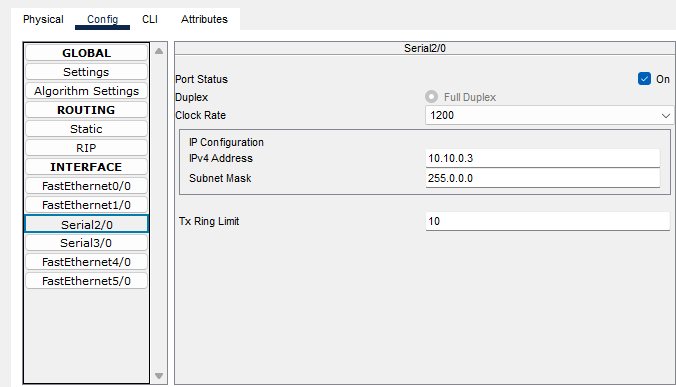 Physical Config CLI Attributes
GLOBAL
Settings
Algorithm Settings
ROUTING
Static
RIP
INTERFACE
FastEthernet0/0
FastEthernet1/0
Serial2/0
Serial3/0
FastEthernet4/0
FastEthernet5/0
Serial2/0
Port Status On
Duplex Full Duplex
Clock Rate 1200
IP Configuration
IPv4 Address 10.10.0.3
Subnet Mask 255.0.0.0
Tx Ring Limit 10